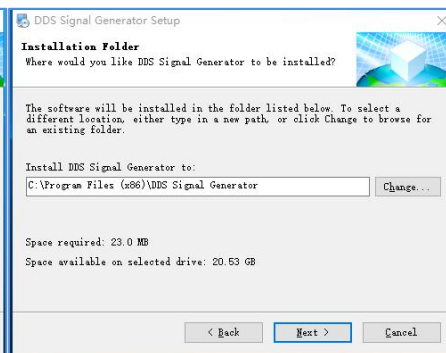 DDS Signal Generator Setup
Installation Folder
Where would you like DDS Signal Generator to be installed?
The software will be installed in the folder listed below. To select a
different location, either type in a new path, or click Change to browse for
an existing folder.
Install DDS Signal Generator to:
C:\Program Files (x86)\DDS Signal Generator
Change...
Space required: 23.0 MB
Space available on selected drive: 20.53 GB
< Back Next > Cancel